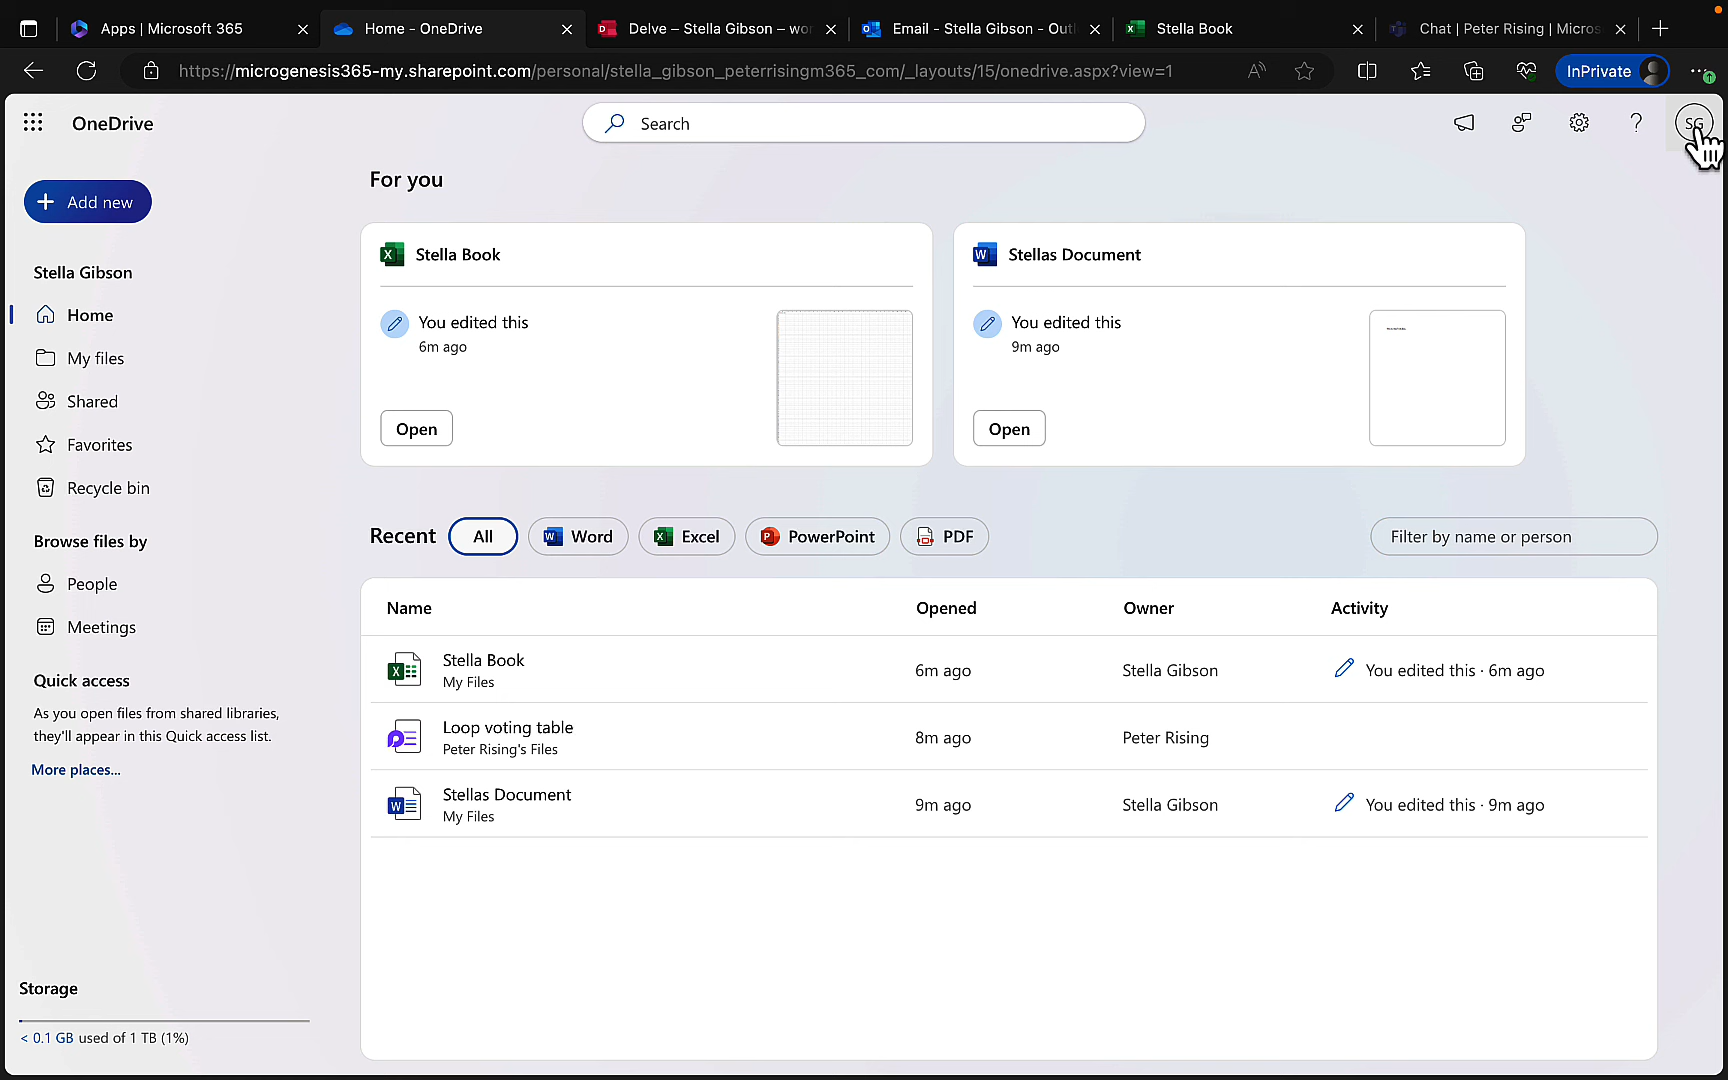 Apps | Microsoft 365
Home - OneDrive
Delve – Stella Gibson – wor
Email - Stella Gibson - Outl
Stella Book
Chat | Peter Rising | Micros
https://microgenesis365-my.sharepoint.com/personal/stella_gibson_peterrisingm365_com/_layouts/15/onedrive.aspx?view=1
InPrivate
OneDrive
Search
SG
Add new
Stella Gibson
Home
My files
Shared
Favorites
Recycle bin
Browse files by
People
Meetings
Quick access
As you open files from shared libraries,
they'll appear in this Quick access list.
More places...
Storage
< 0.1 GB used of 1 TB (1%)
For you
Stella Book
You edited this
6m ago
Open
Stellas Document
You edited this
9m ago
Open
Recent
All
Word
Excel
PowerPoint
PDF
Filter by name or person
Name Opened Owner Activity
Stella Book
My Files
6m ago
Stella Gibson
You edited this · 6m ago
Loop voting table
Peter Rising's Files
8m ago
Peter Rising
Stellas Document
My Files
9m ago
Stella Gibson
You edited this · 9m ago